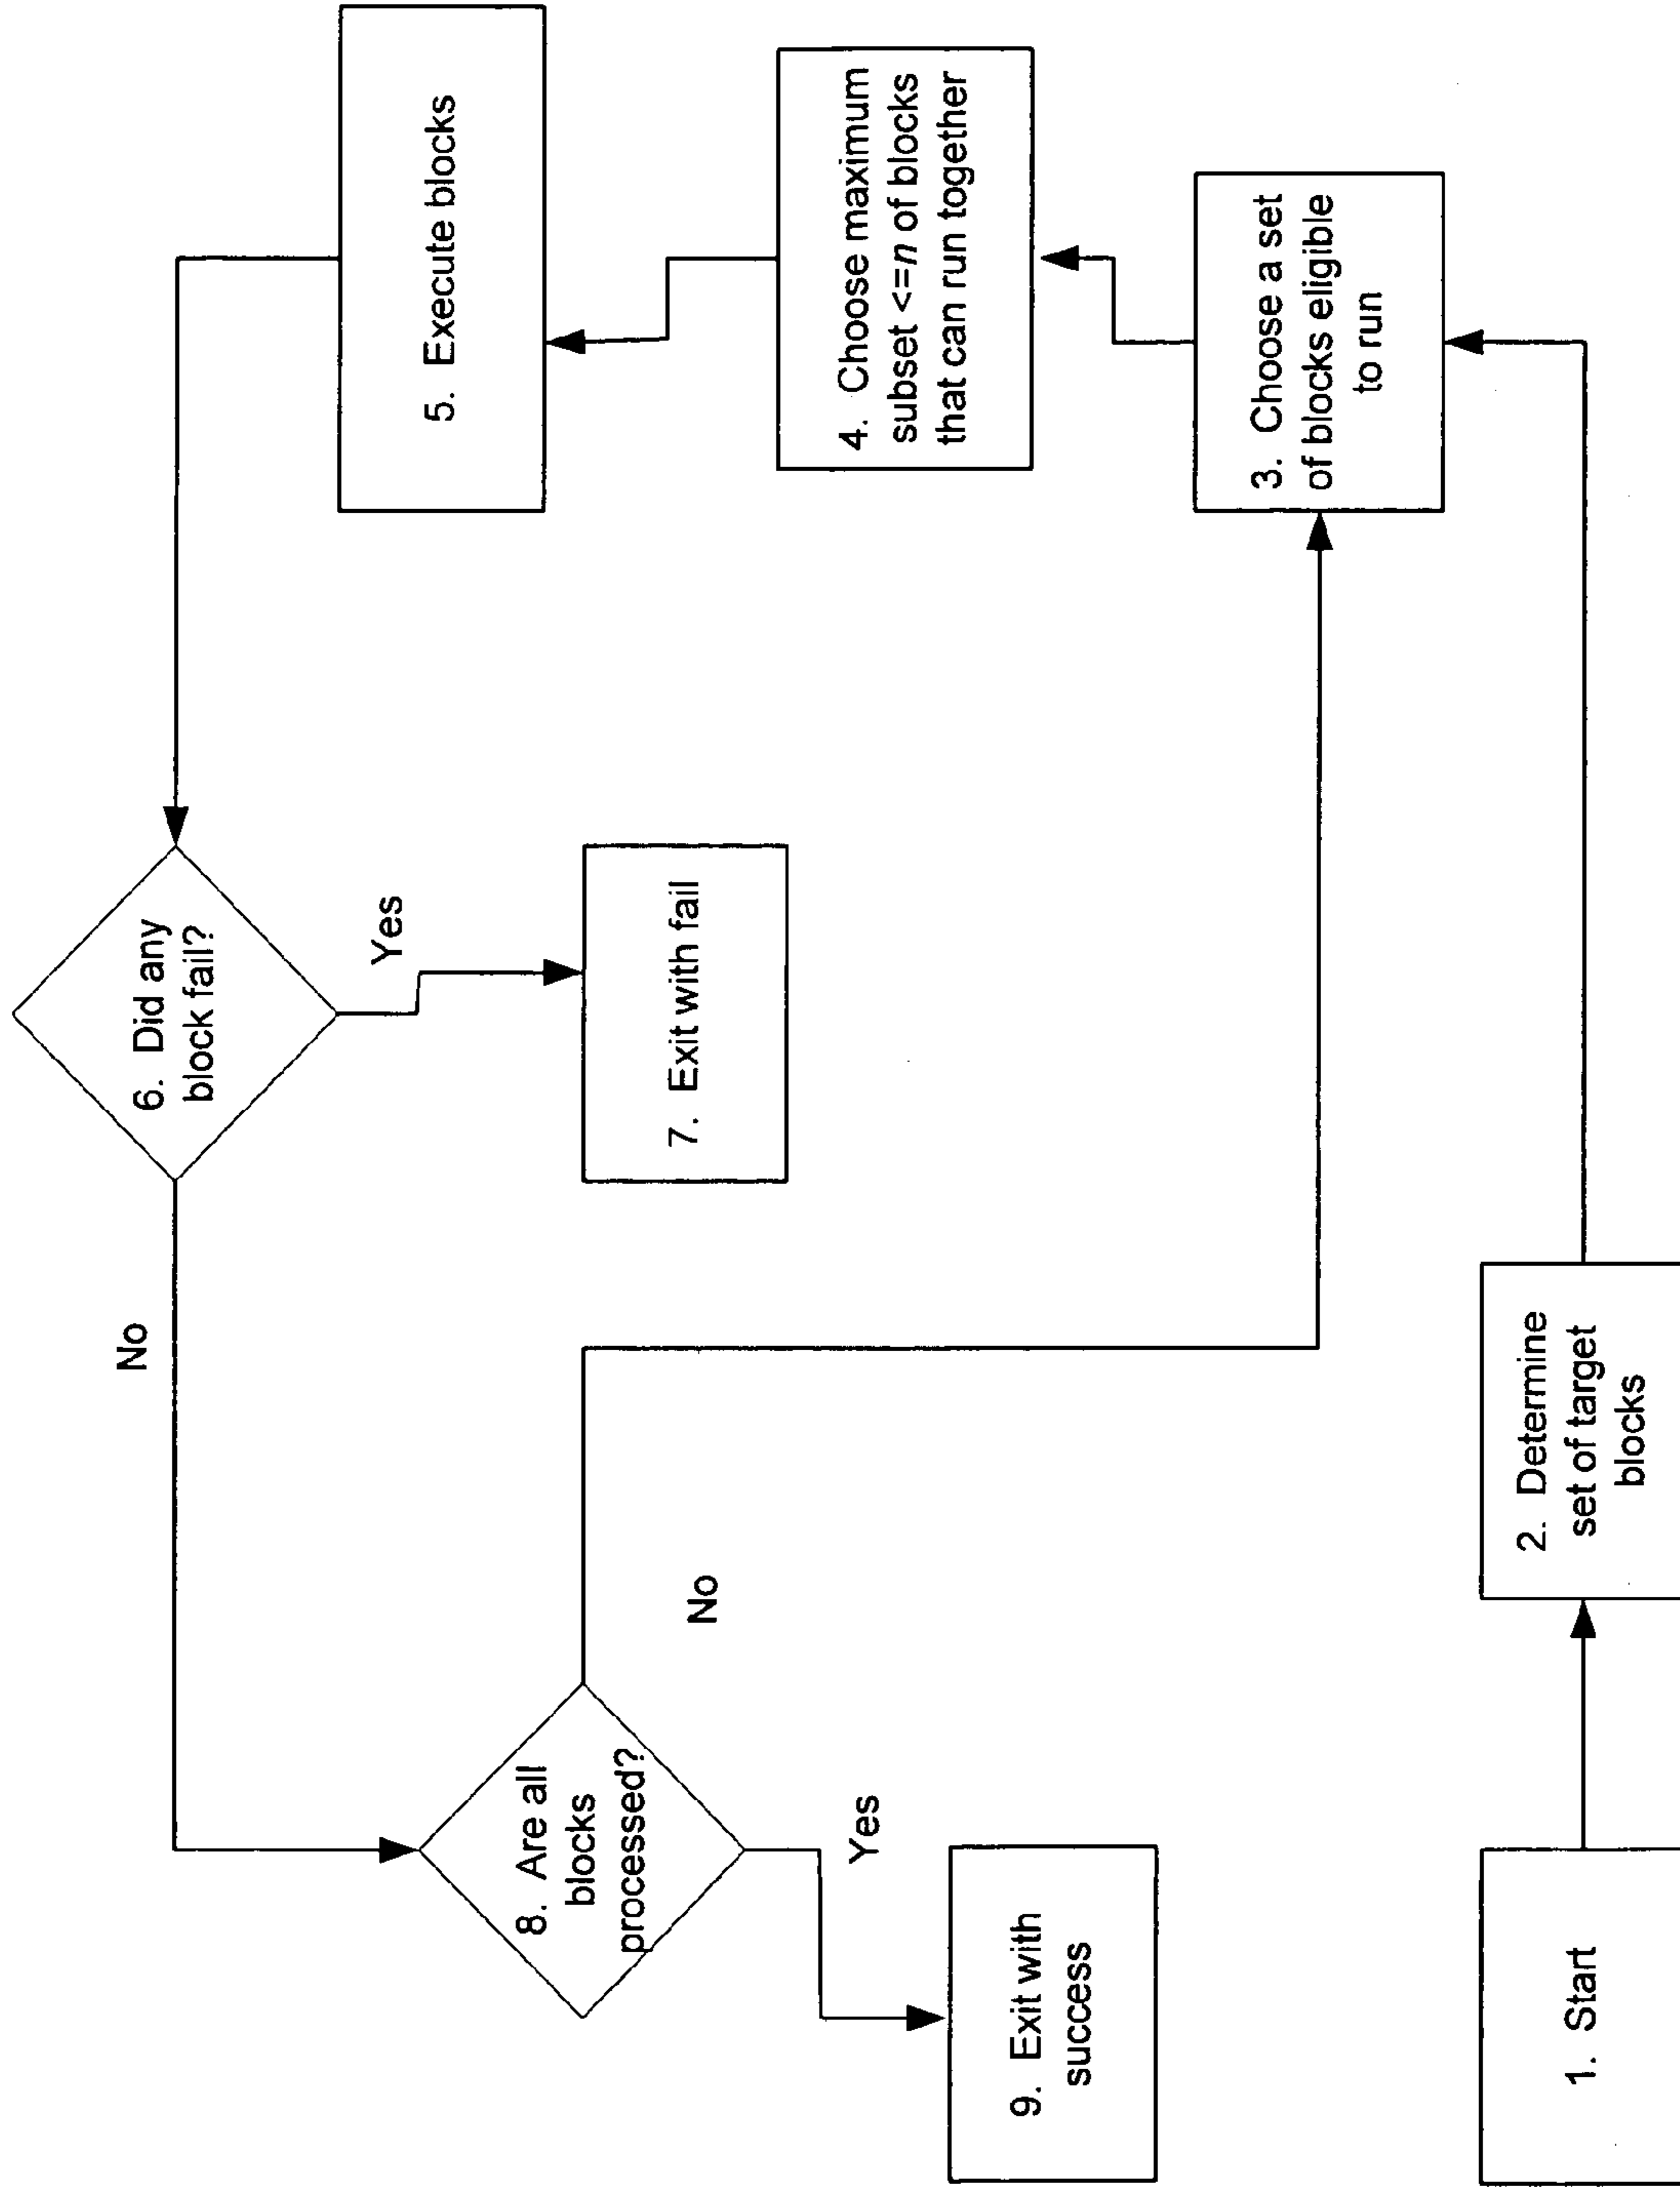 1. Start
2. Determine
set of target
blocks
3. Choose a set
of blocks eligible
to run
4. Choose maximum
subset <=n of blocks
that can run together
5. Execute blocks
6. Did any
block fail?
Yes
7. Exit with fail
No
8. Are all
blocks
processed?
No
Yes
9. Exit with
success